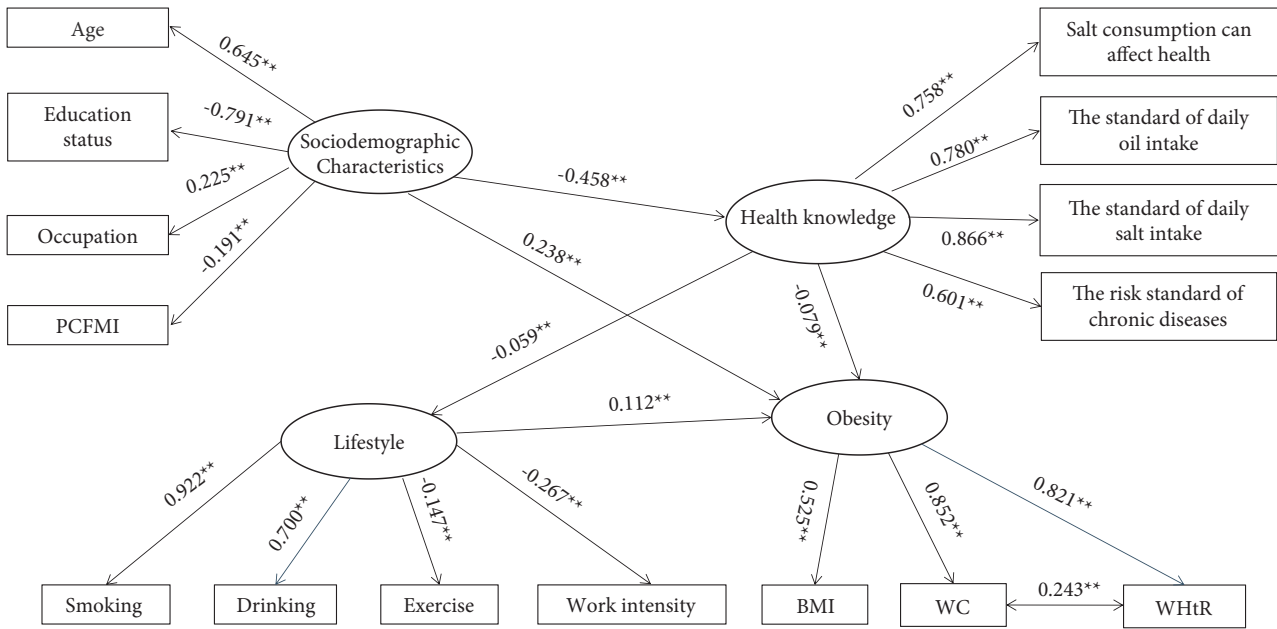 Age
Education
status
Occupation
PCFMI
0.645**
-0.791**
0.225**
-0.191**
Sociodemographic
Characteristics
-0.458**
0.238**
Health knowledge
0.758**
0.780**
0.866**
0.601**
Salt consumption can
affect health
The standard of daily
oil intake
The standard of daily
salt intake
The risk standard of
chronic diseases
-0.059**
-0.079**
0.112**
Lifestyle
Obesity
0.922**
0.700**
-0.147**
-0.267**
0.525**
0.852**
0.821**
Smoking
Drinking
Exercise
Work intensity
BMI
WC
0.243**
WHtR